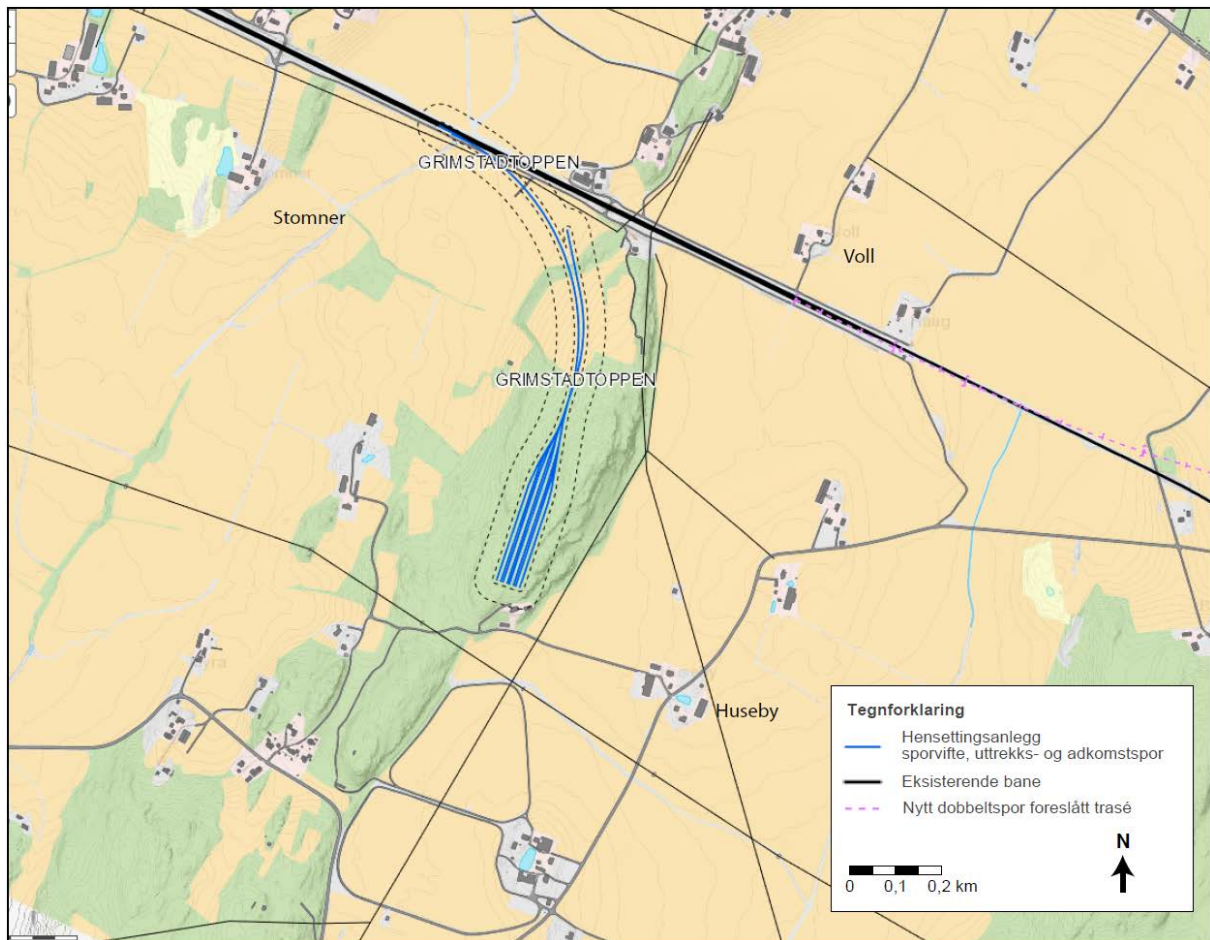 GRIMSTADTOPPEN
Stomner
Voll
GRIMSTADTOPPEN
Huseby
Tegnforklaring
Hensettingsanlegg
sporvifte, uttrekks- og adkomstspor
Eksisterende bane
Nytt dobbeltspor foreslått trasé
N
0 0,1 0,2 km